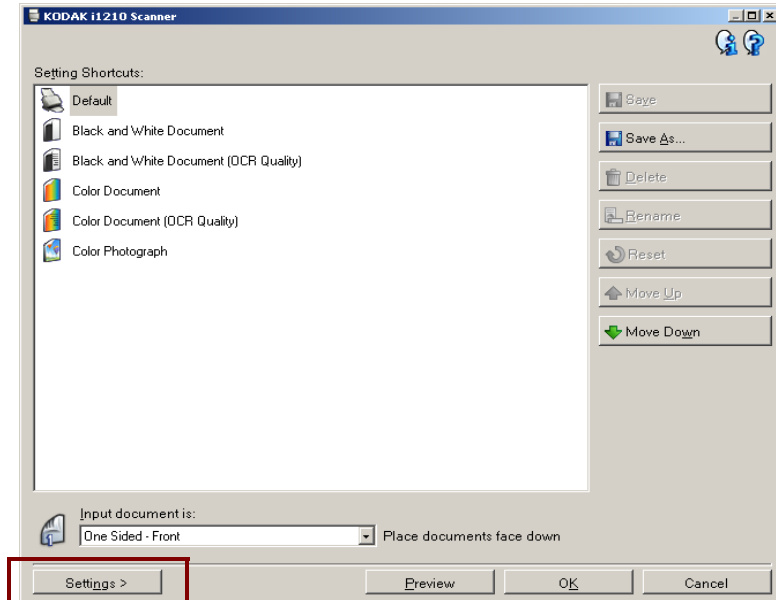 KODAK i1210 Scanner
Setting Shortcuts:
Default
Black and White Document
Black and White Document (OCR Quality)
Color Document
Color Document (OCR Quality)
Color Photograph
Save
Save As...
Delete
Rename
Reset
Move Up
Move Down
Input document is:
One Sided - Front
Place documents face down
Settings >
Preview
OK
Cancel